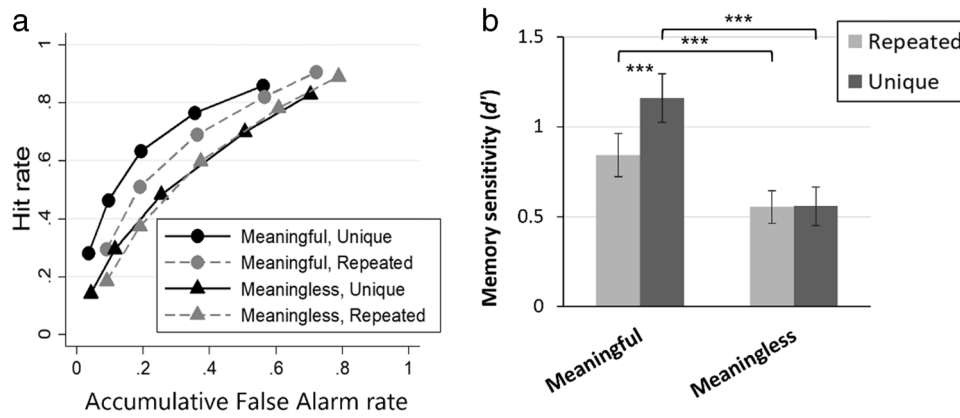 a
1
.8
.6
.4
.2
0
Hit rate
0 .2 .4 .6 .8 1
Accumulative False Alarm rate
Meaningful, Unique
Meaningful, Repeated
Meaningless, Unique
Meaningless, Repeated
b
***
***
***
Repeated
Unique
1.5
1
0.5
0
Memory sensitivity (d')
Meaningful
Meaningless